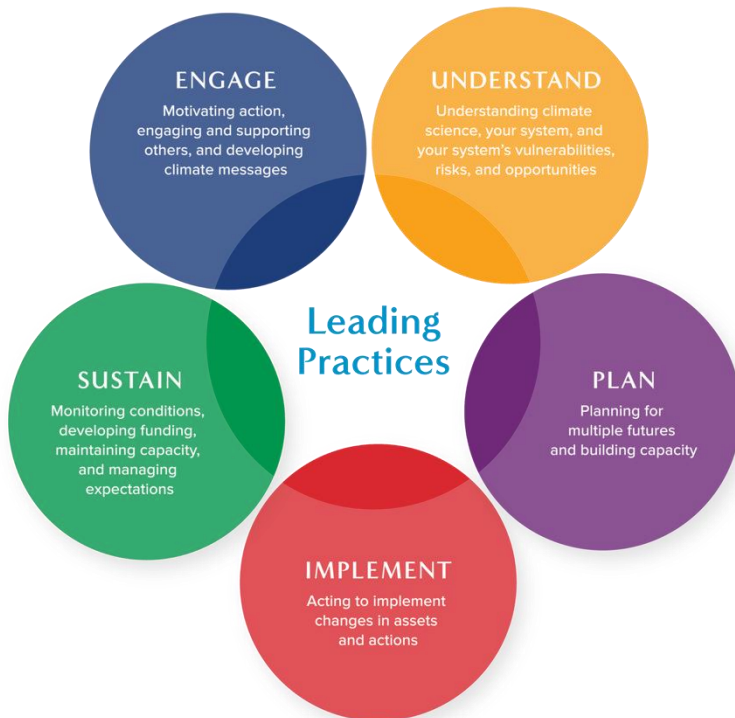 ENGAGE
Motivating action,
engaging and supporting
others, and developing
climate messages
UNDERSTAND
Understanding climate
science, your system, and
your system's vulnerabilities,
risks, and opportunities
Leading
Practices
SUSTAIN
Monitoring conditions,
developing funding,
maintaining capacity,
and managing
expectations
PLAN
Planning for
multiple futures
and building capacity
IMPLEMENT
Acting to implement
changes in assets
and actions